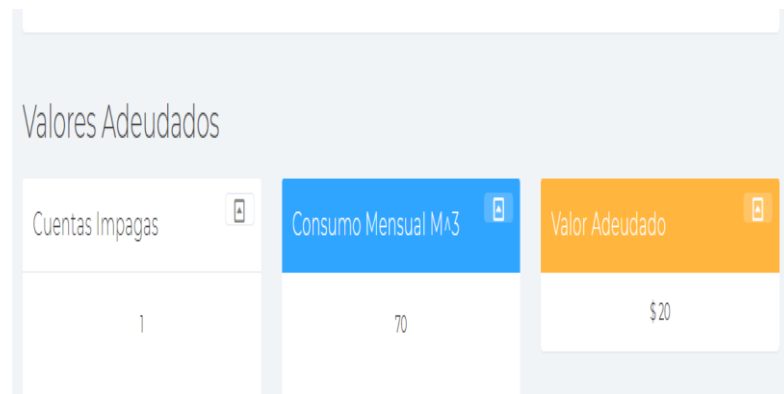 Valores Adeudados
Cuentas Impagas
Consumo Mensual M^3
Valor Adeudado
1
70
$ 20